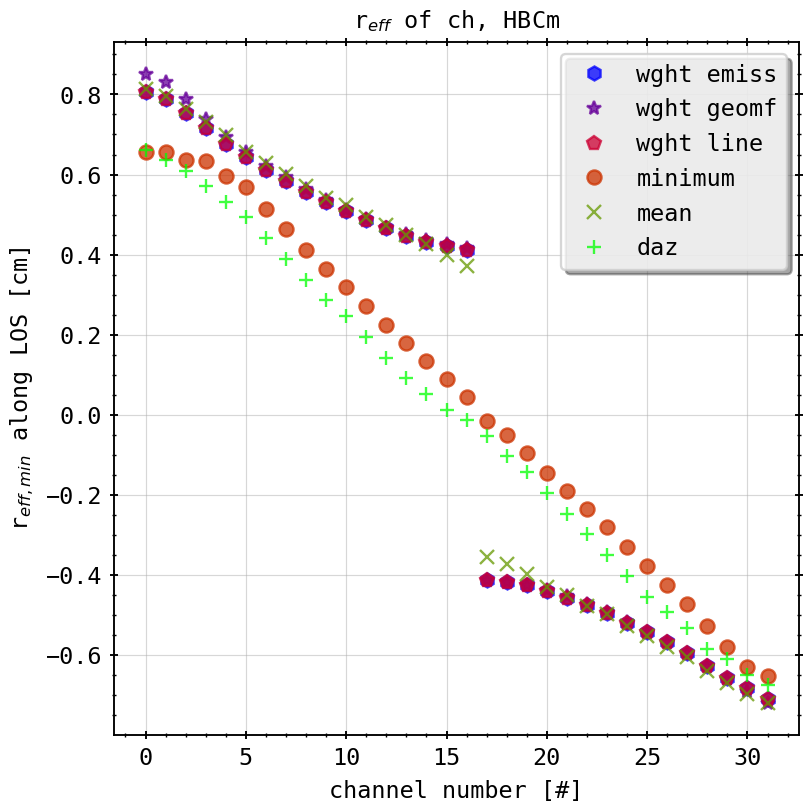 r_eff of ch, HBCm
r_eff,min along LOS [cm]
0.8
0.6
0.4
0.2
0.0
−0.2
−0.4
−0.6
wght emiss
wght geomf
wght line
minimum
mean
daz
0 5 10 15 20 25 30
channel number [#]